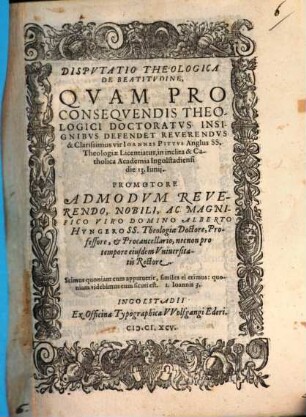 DISPVTATIO THEOLOGICA
DE BEATITVDINE,
QVAM PRO
CONSEQVENDIS THEO-
LOGICI DOCTORATVS INSI-
GNIBVS DEFENDET REVERENDVS
& Clarissimus vir IOANNES PITTVS Anglus SS.
Theologiæ Licentiatus, in inclita & Ca-
tholica Academia Ingolstadiensi
die 13. Iunij.
PROMOTORE
ADMODVM REVE-
RENDO, NOBILI, AC MAGNI-
FICO VIRO DOMINO ALBERTO
HVNGERO SS. Theologiæ Doctore, Pro-
fessore, & Procancellario, necnon pro
tempore eiusdem Vniuersita-
tis Rectore.
Scimus quoniam cum apparuerit, similes ei erimus: quo-
niam videbimus eum sicuti est. 1. Ioannis 3.
INGOLSTADII
Ex Officina Typographica VVolfgangi Ederi.
CIↃ.CI.XCV.